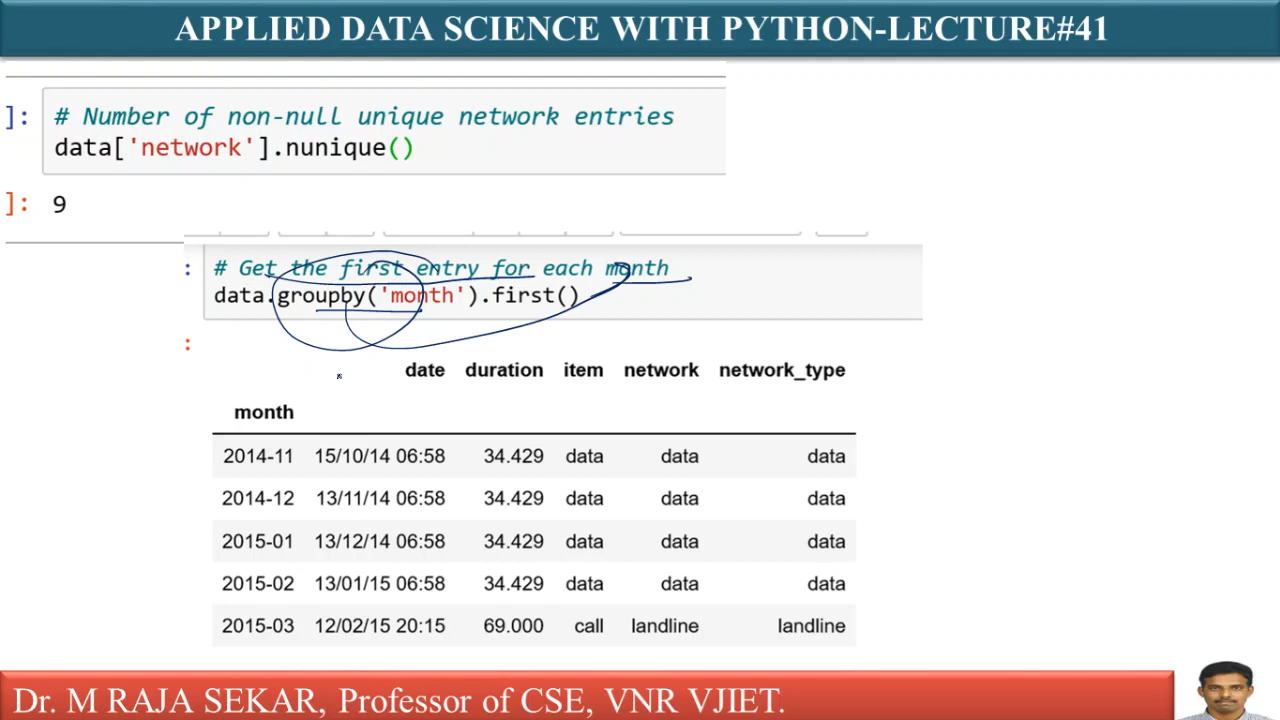 APPLIED DATA SCIENCE WITH PYTHON-LECTURE#41
]: # Number of non-null unique network entries
data['network'].nunique()
]: 9
: # Get the first entry for each month
data.groupby('month').first()
:
date duration item network network_type
month
2014-11 15/10/14 06:58 34.429 data data data
2014-12 13/11/14 06:58 34.429 data data data
2015-01 13/12/14 06:58 34.429 data data data
2015-02 13/01/15 06:58 34.429 data data data
2015-03 12/02/15 20:15 69.000 call landline landline
Dr. M RAJA SEKAR, Professor of CSE, VNR VJIET.